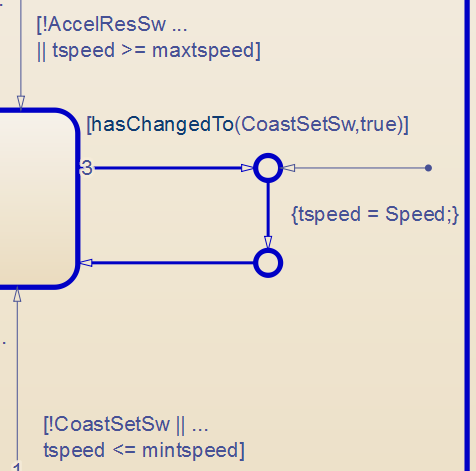 [!AccelResSw ...
|| tspeed >= maxtspeed]
[hasChangedTo(CoastSetSw,true)]
3
{tspeed = Speed;}
[!CoastSetSw || ...
tspeed <= mintspeed]
1